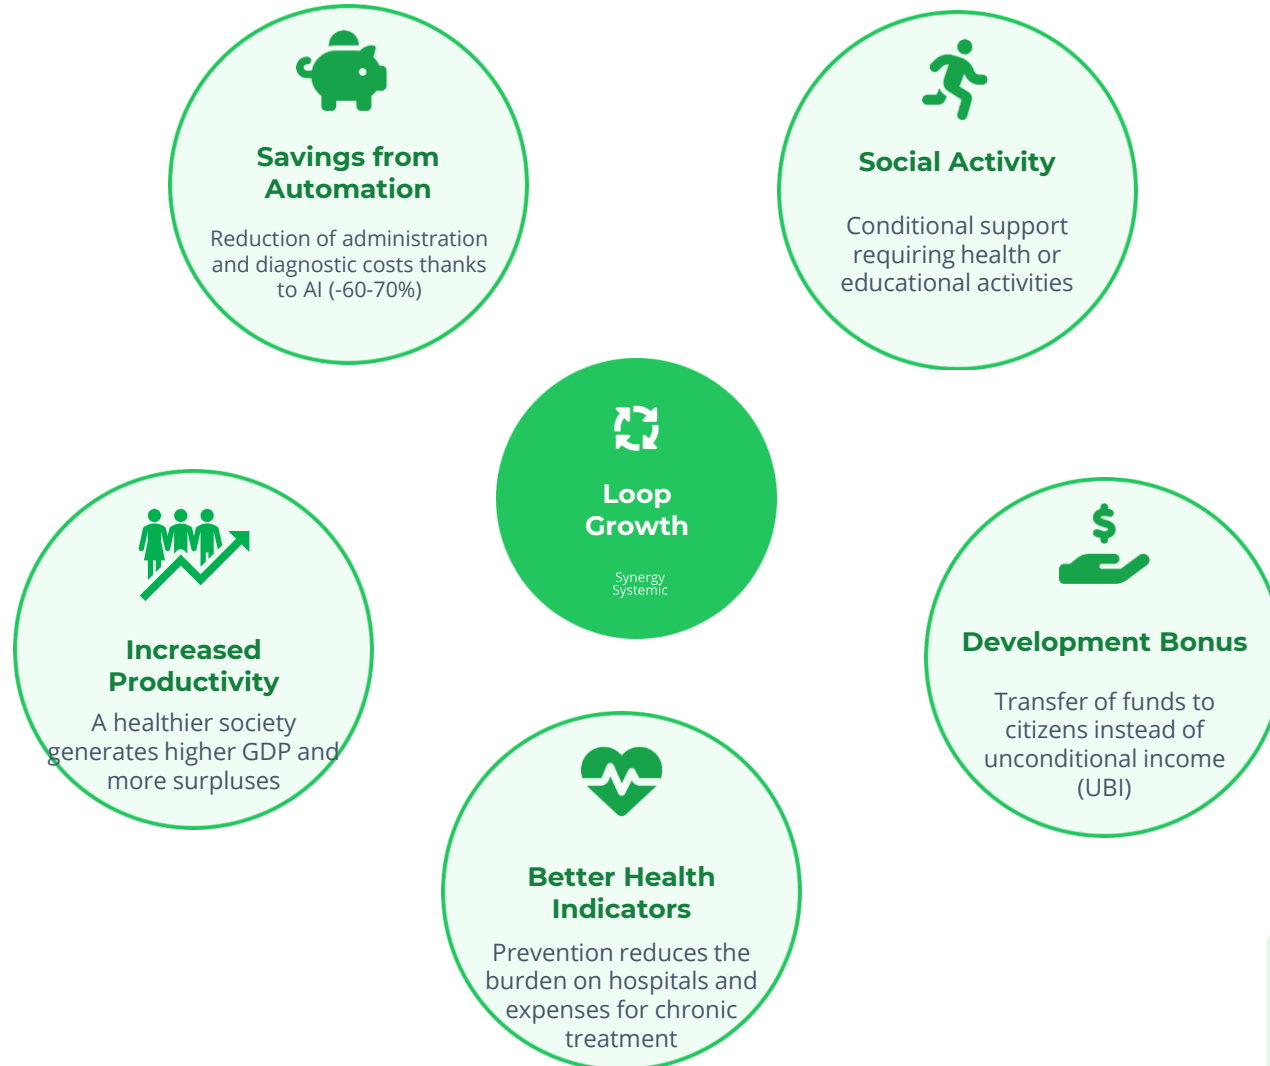 Savings from
Automation
Reduction of administration
and diagnostic costs thanks
to AI (-60-70%)
Social Activity
Conditional support
requiring health or
educational activities
Loop
Growth
Synergy
Systemic
Increased
Productivity
A healthier society
generates higher GDP and
more surpluses
Development Bonus
Transfer of funds to
citizens instead of
unconditional income
(UBI)
Better Health
Indicators
Prevention reduces the
burden on hospitals and
expenses for chronic
treatment